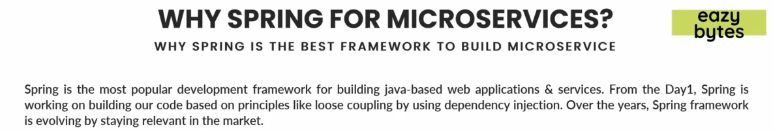 WHY SPRING FOR MICROSERVICES?
eazy
bytes
WHY SPRING IS THE BEST FRAMEWORK TO BUILD MICROSERVICE
Spring is the most popular development framework for building java-based web applications & services. From the Day1, Spring is
working on building our code based on principles like loose coupling by using dependency injection. Over the years, Spring framework
is evolving by staying relevant in the market.